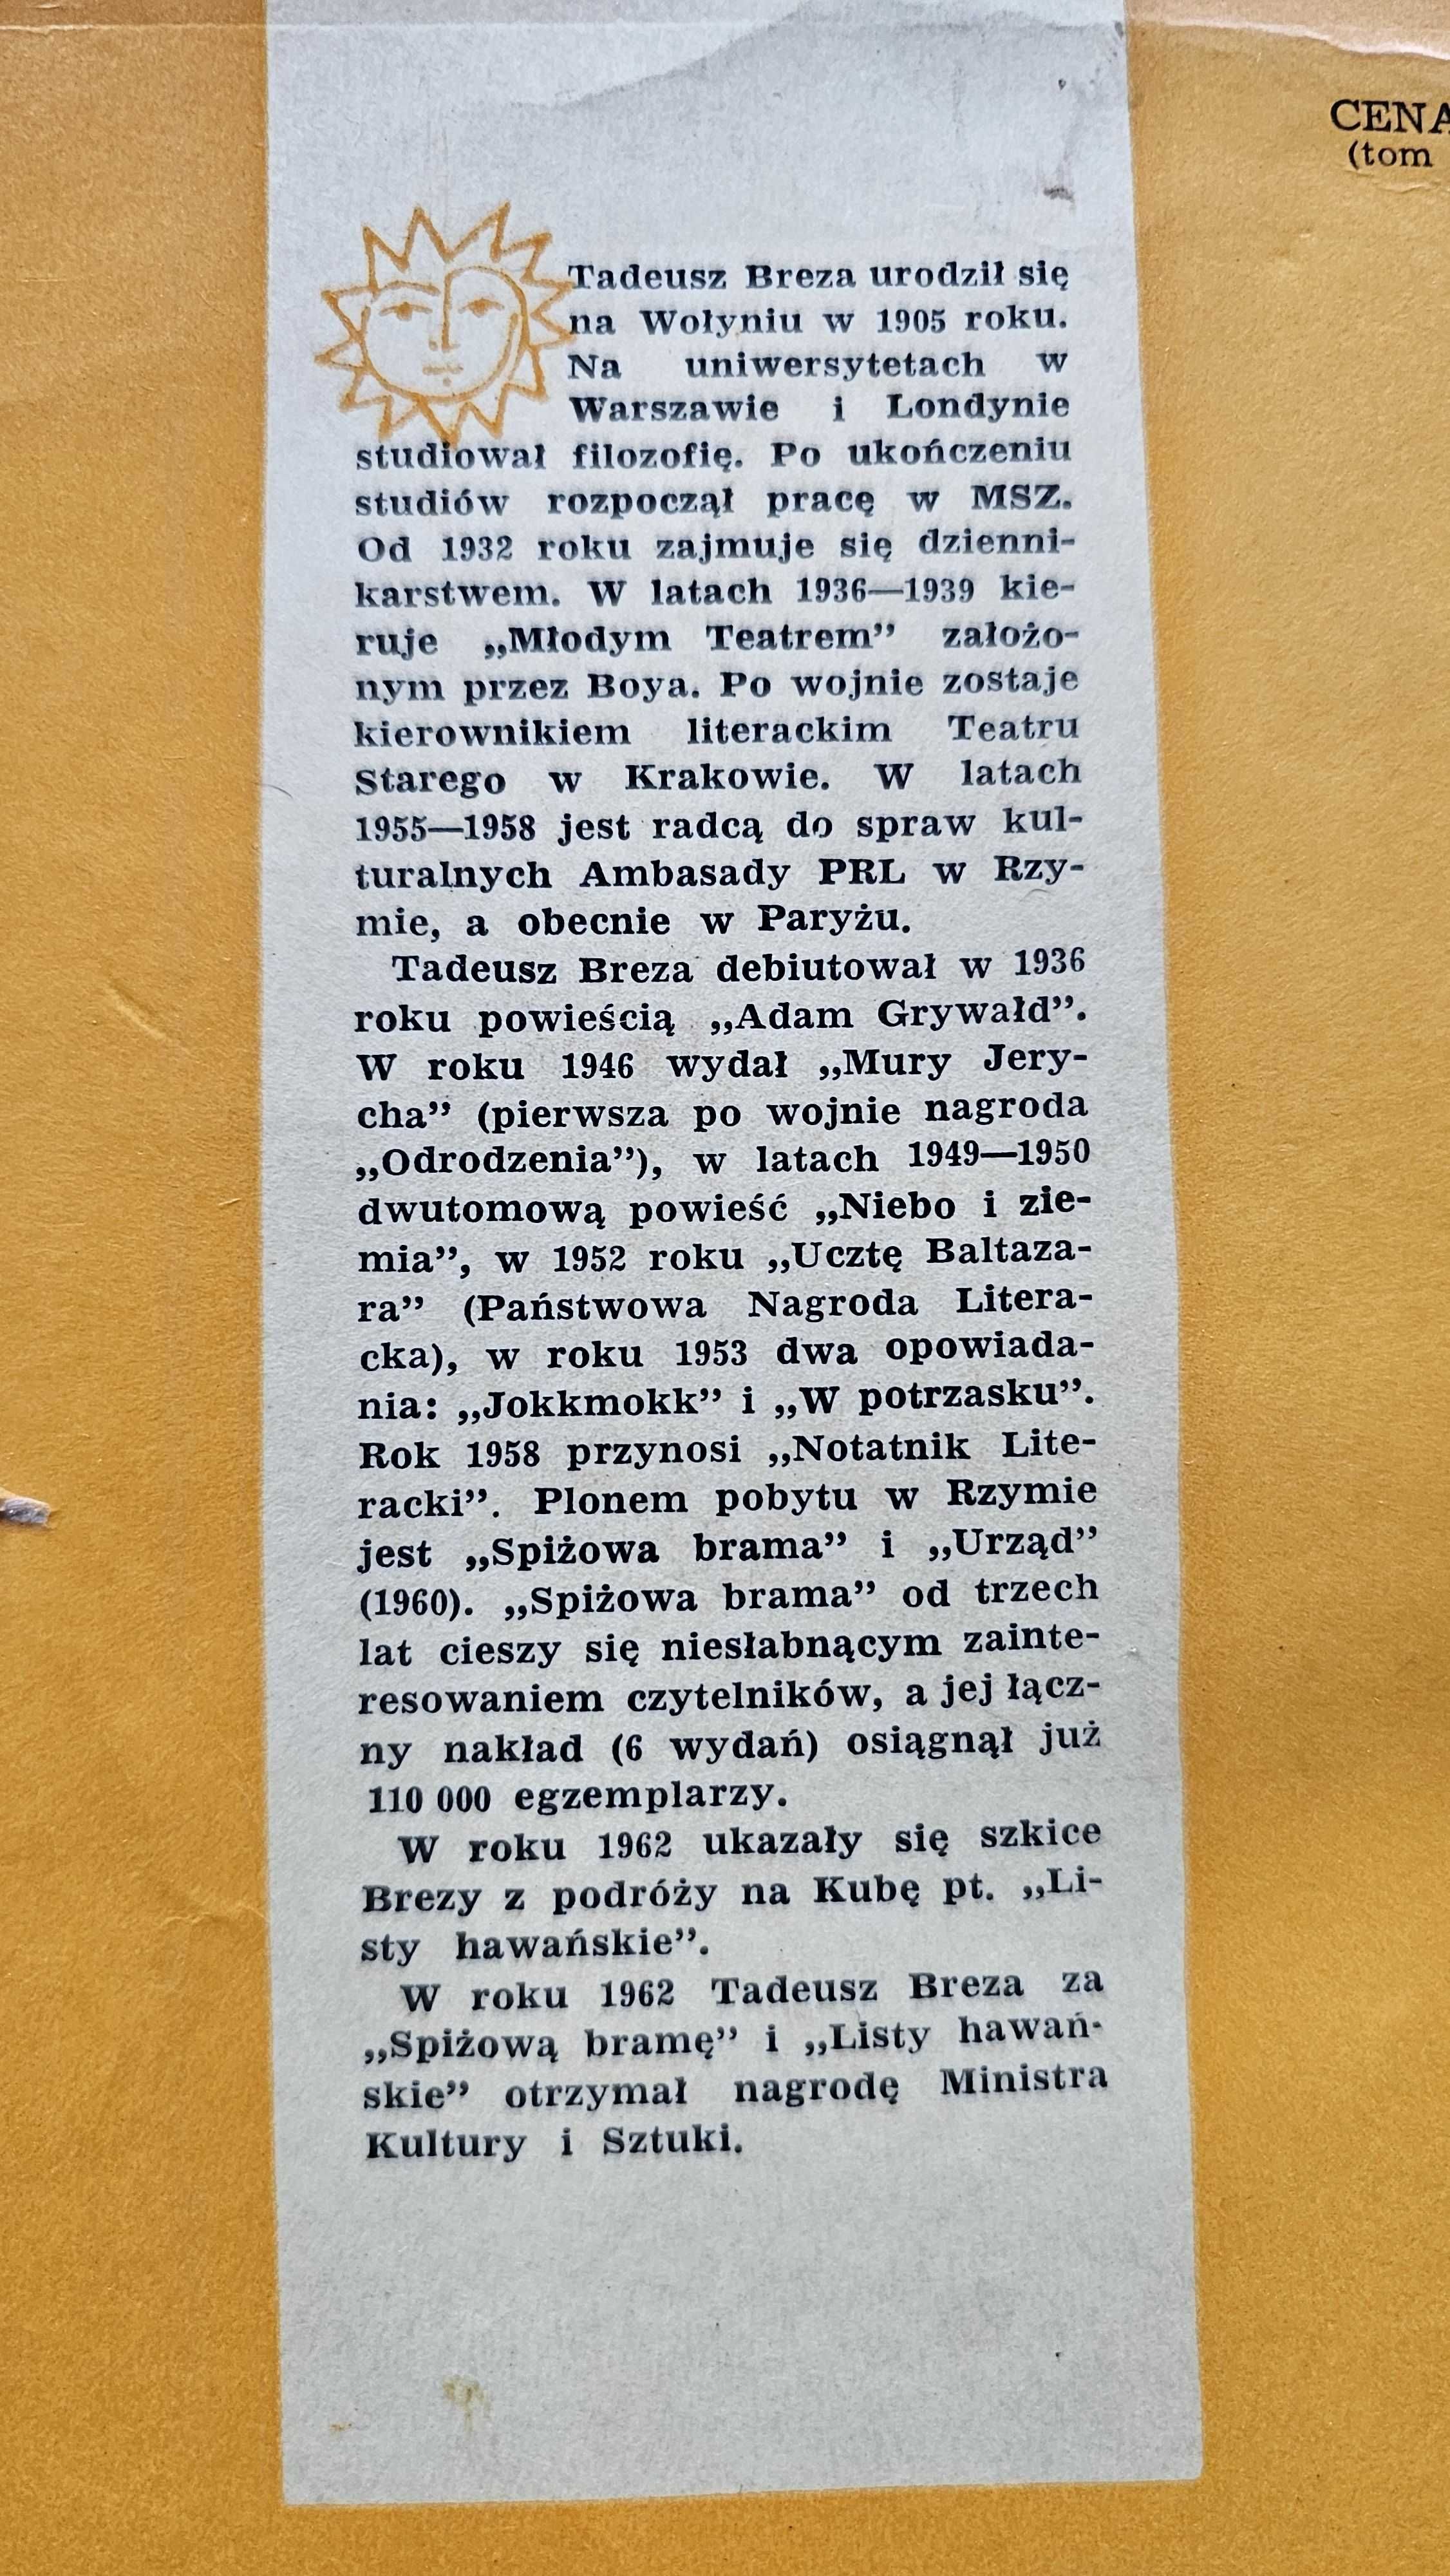 CENA
(tom
Tadeusz Breza urodził się
na Wołyniu w 1905 roku.
Na uniwersytetach w
Warszawie i Londynie
studiował filozofię. Po ukończeniu
studiów rozpoczął pracę w MSZ.
Od 1932 roku zajmuje się dzienni-
karstwem. W latach 1936—1939 kie-
ruje „Młodym Teatrem” założo-
nym przez Boya. Po wojnie zostaje
kierownikiem literackim Teatru
Starego w Krakowie. W latach
1955—1958 jest radcą do spraw kul-
turalnych Ambasady PRL w Rzy-
mie, a obecnie w Paryżu.
Tadeusz Breza debiutował w 1936
roku powieścią „Adam Grywałd”.
W roku 1946 wydał „Mury Jery-
cha” (pierwsza po wojnie nagroda
„Odrodzenia”), w latach 1949—1950
dwutomową powieść „Niebo i zie-
mia”, w 1952 roku „Ucztę Baltaza-
ra” (Państwowa Nagroda Litera-
cka), w roku 1953 dwa opowiada-
nia: „Jokkmokk” i „W potrzasku”.
Rok 1958 przynosi „Notatnik Lite-
racki”. Plonem pobytu w Rzymie
jest „Spiżowa brama” i „Urząd”
(1960). „Spiżowa brama” od trzech
lat cieszy się niesłabnącym zainte-
resowaniem czytelników, a jej łącz-
ny nakład (6 wydań) osiągnął już
110 000 egzemplarzy.
W roku 1962 ukazały się szkice
Brezy z podróży na Kubę pt. „Li-
sty hawańskie”.
W roku 1962 Tadeusz Breza za
„Spiżową bramę” i „Listy hawań-
skie” otrzymał nagrodę Ministra
Kultury i Sztuki.